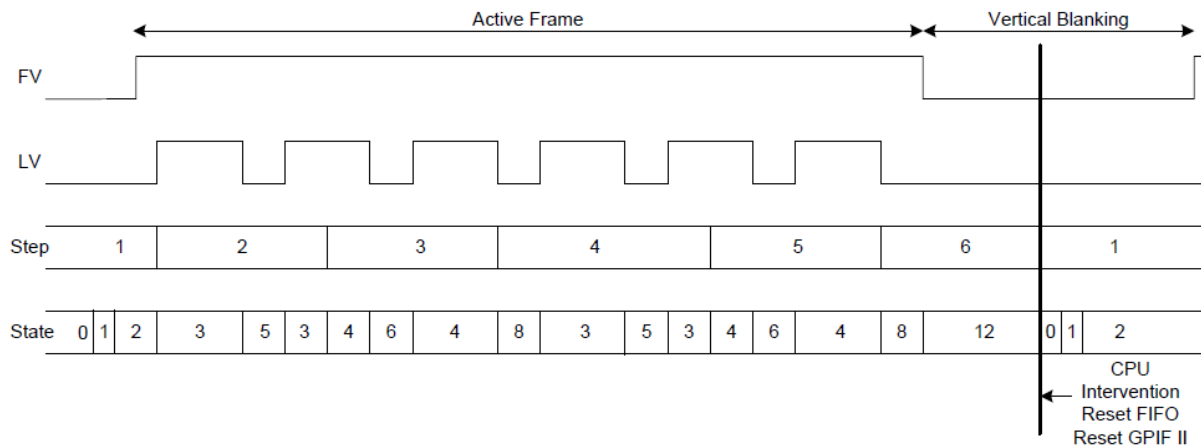 Active Frame Vertical Blanking
FV
LV
Step 1 2 3 4 5 6 1
State 0 1 2 3 5 3 4 6 4 8 3 5 3 4 6 4 8 12 0 1 2
CPU
Intervention
Reset FIFO
Reset GPIF II